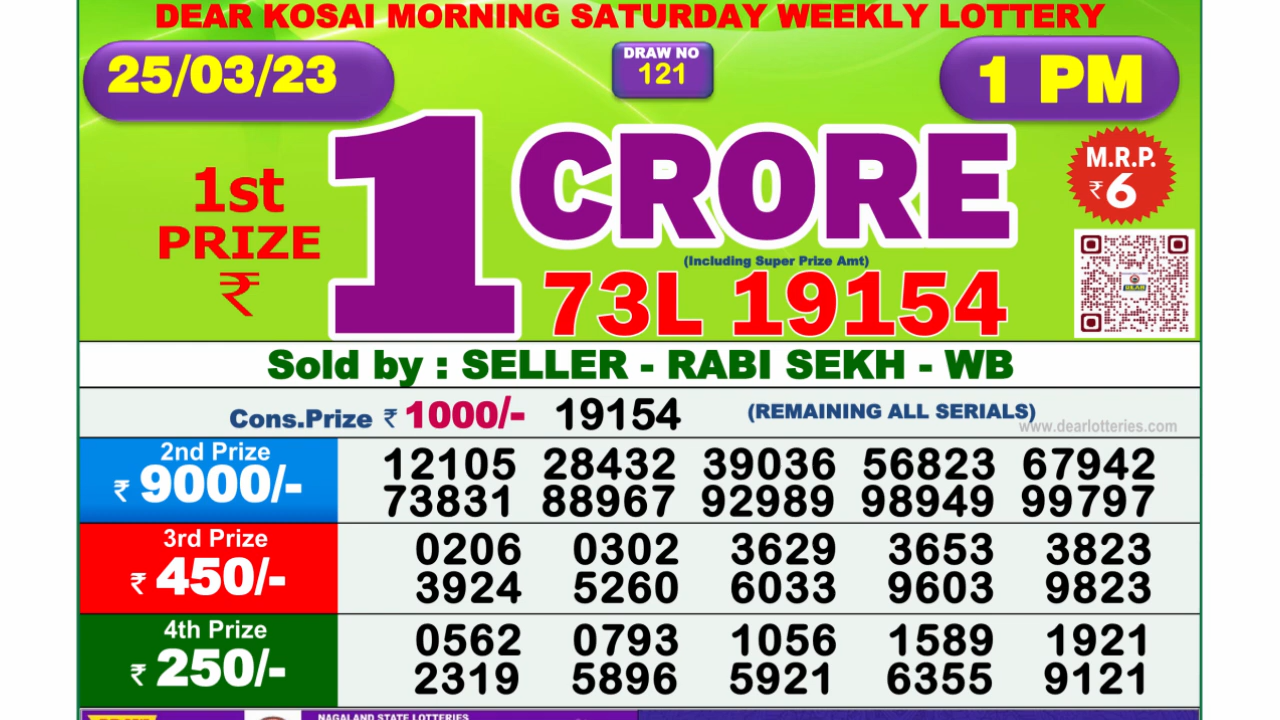 DEAR KOSAI MORNING SATURDAY WEEKLY LOTTERY
25/03/23
DRAW NO
121
1 PM
1st
PRIZE
₹
1 CRORE
M.R.P.
₹ 6
(Including Super Prize Amt)
73L 19154
Sold by : SELLER - RABI SEKH - WB
Cons.Prize ₹ 1000/- 19154 (REMAINING ALL SERIALS)
www.dearlotteries.com
2nd Prize
₹ 9000/-
12105 28432 39036 56823 67942
73831 88967 92989 98949 99797
3rd Prize
₹ 450/-
0206 0302 3629 3653 3823
3924 5260 6033 9603 9823
4th Prize
₹ 250/-
0562 0793 1056 1589 1921
2319 5896 5921 6355 9121
NAGALAND STATE LOTTERIES